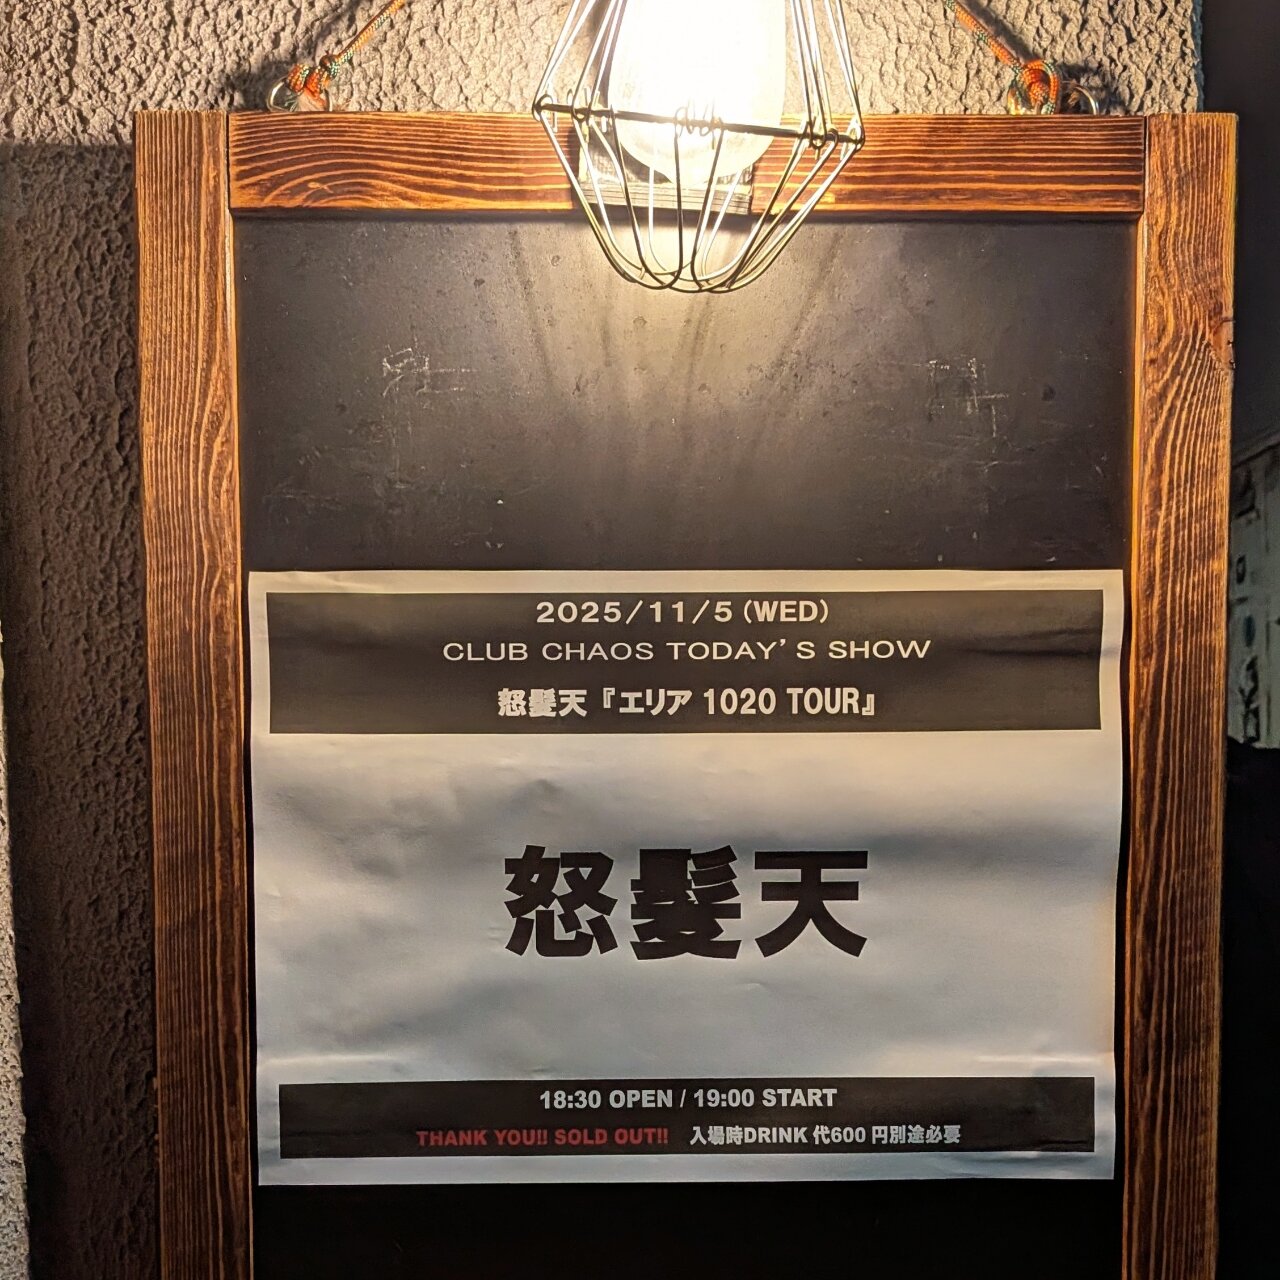 2025/11/5(WED)
CLUB CHAOS TODAY'S SHOW
怒髪天『エリア 1020 TOUR』
怒髪天
18:30 OPEN / 19:00 START
THANK YOU!! SOLD OUT!! 入場時DRINK 代600 円別途必要